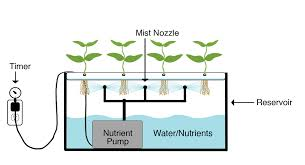 Mist Nozzle
Timer
Reservoir
Nutrient
Pump
Water/Nutrients